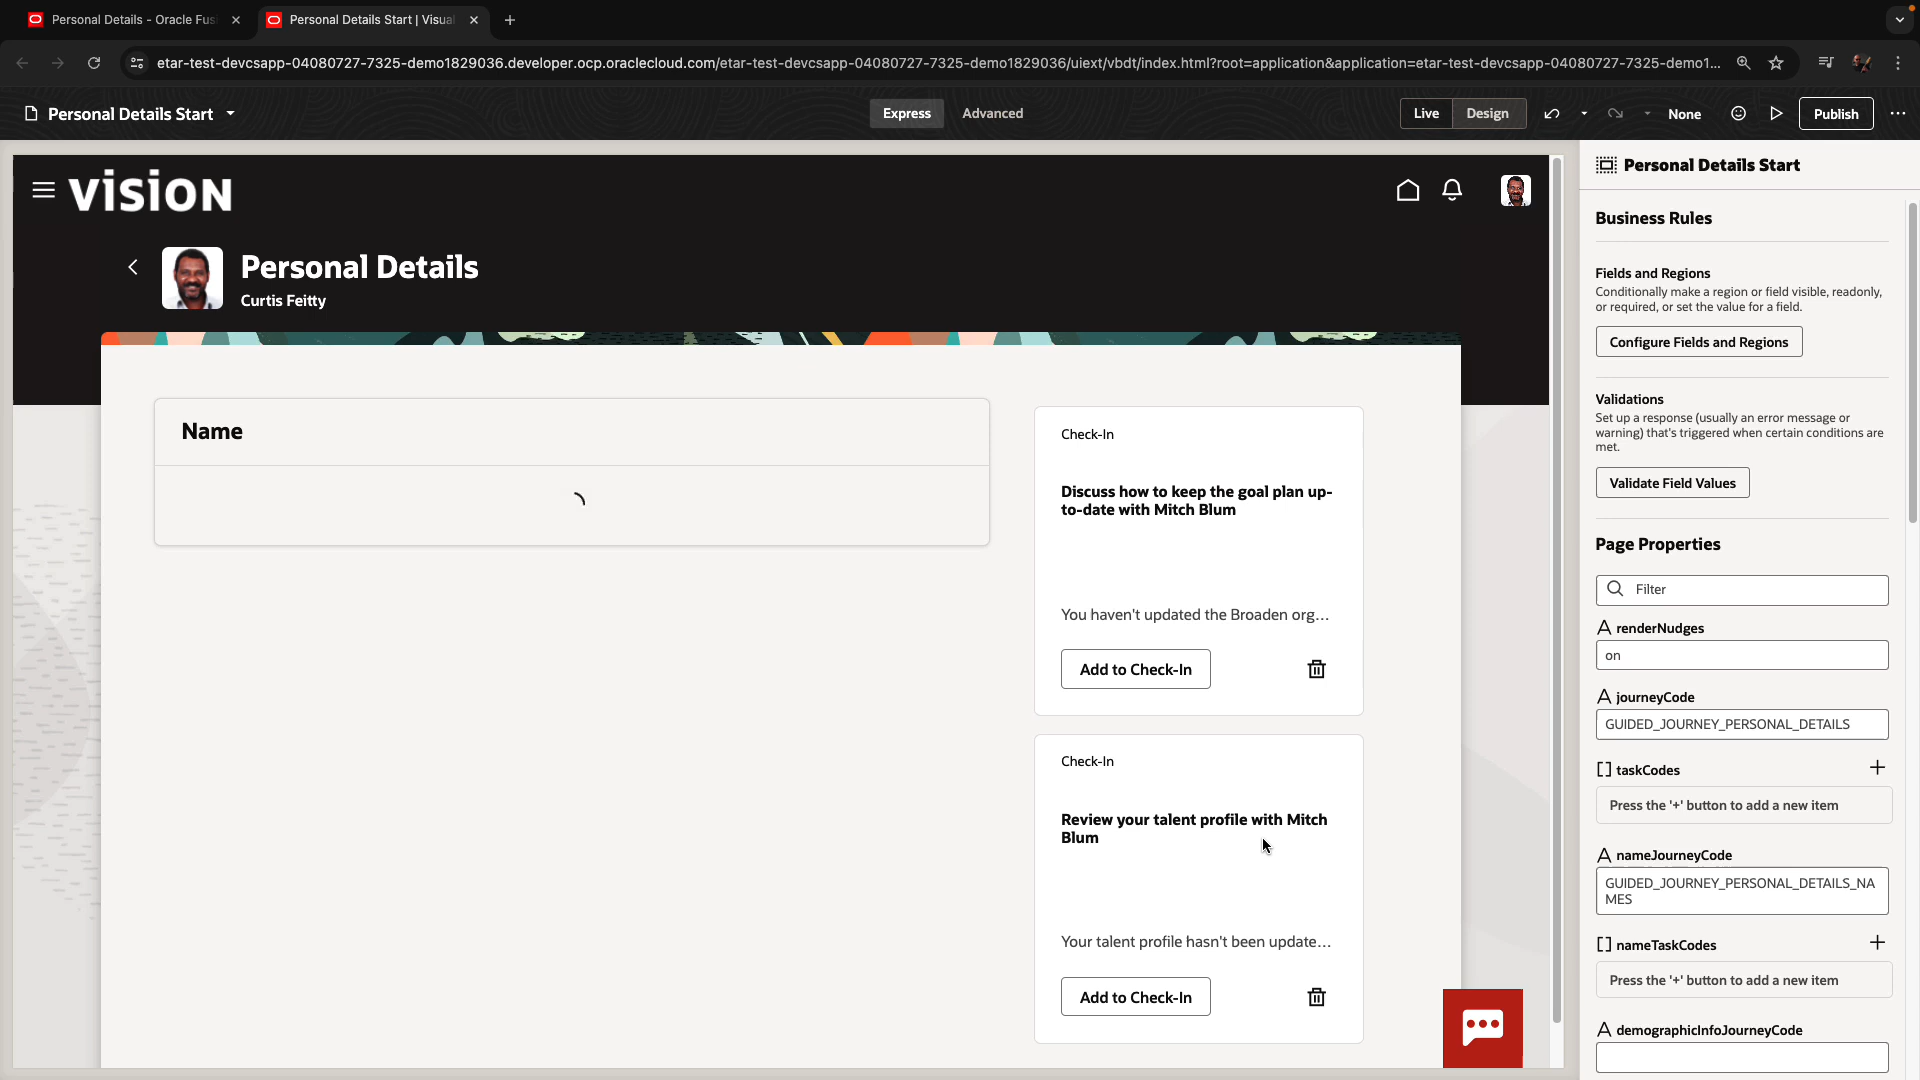 Personal Details - Oracle Fus
Personal Details Start | Visual
etar-test-devcsapp-04080727-7325-demo1829036.developer.ocp.oraclecloud.com/etar-test-devcsapp-04080727-7325-demo1829036/uiext/vbdt/index.html?root=application&application=etar-test-devcsapp-04080727-7325-demo1...
Personal Details Start
Express
Advanced
Live
Design
None
Publish
vision
Personal Details
Curtis Feitty
Name
Check-In
Discuss how to keep the goal plan up-
to-date with Mitch Blum
You haven't updated the Broaden org...
Add to Check-In
Check-In
Review your talent profile with Mitch
Blum
Your talent profile hasn't been update...
Add to Check-In
Personal Details Start
Business Rules
Fields and Regions
Conditionally make a region or field visible, readonly,
or required, or set the value for a field.
Configure Fields and Regions
Validations
Set up a response (usually an error message or
warning) that's triggered when certain conditions are
met.
Validate Field Values
Page Properties
Filter
renderNudges
on
journeyCode
GUIDED_JOURNEY_PERSONAL_DETAILS
taskCodes
Press the '+' button to add a new item
nameJourneyCode
GUIDED_JOURNEY_PERSONAL_DETAILS_NA
MES
nameTaskCodes
Press the '+' button to add a new item
demographicInfoJourneyCode